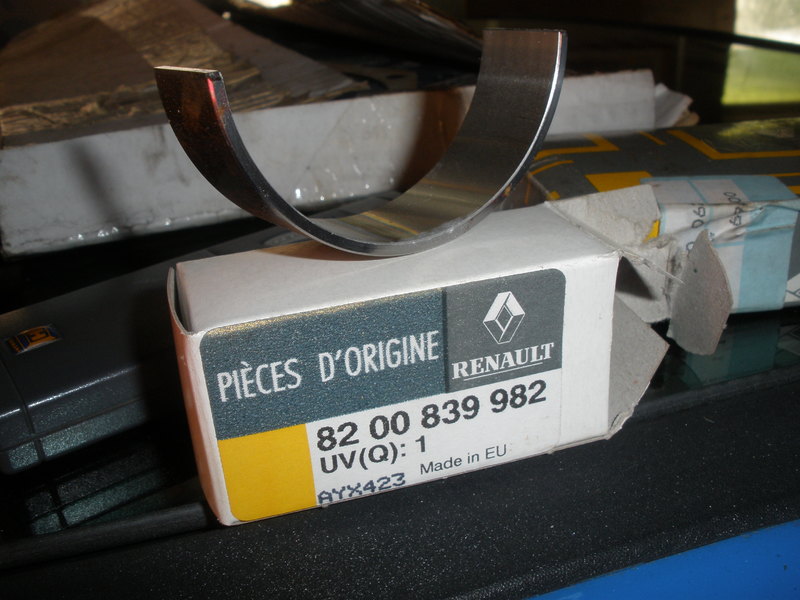 PIÈCES D'ORIGINE
RENAULT
82 00 839 982
UV(Q): 1
Made in EU
AYX423